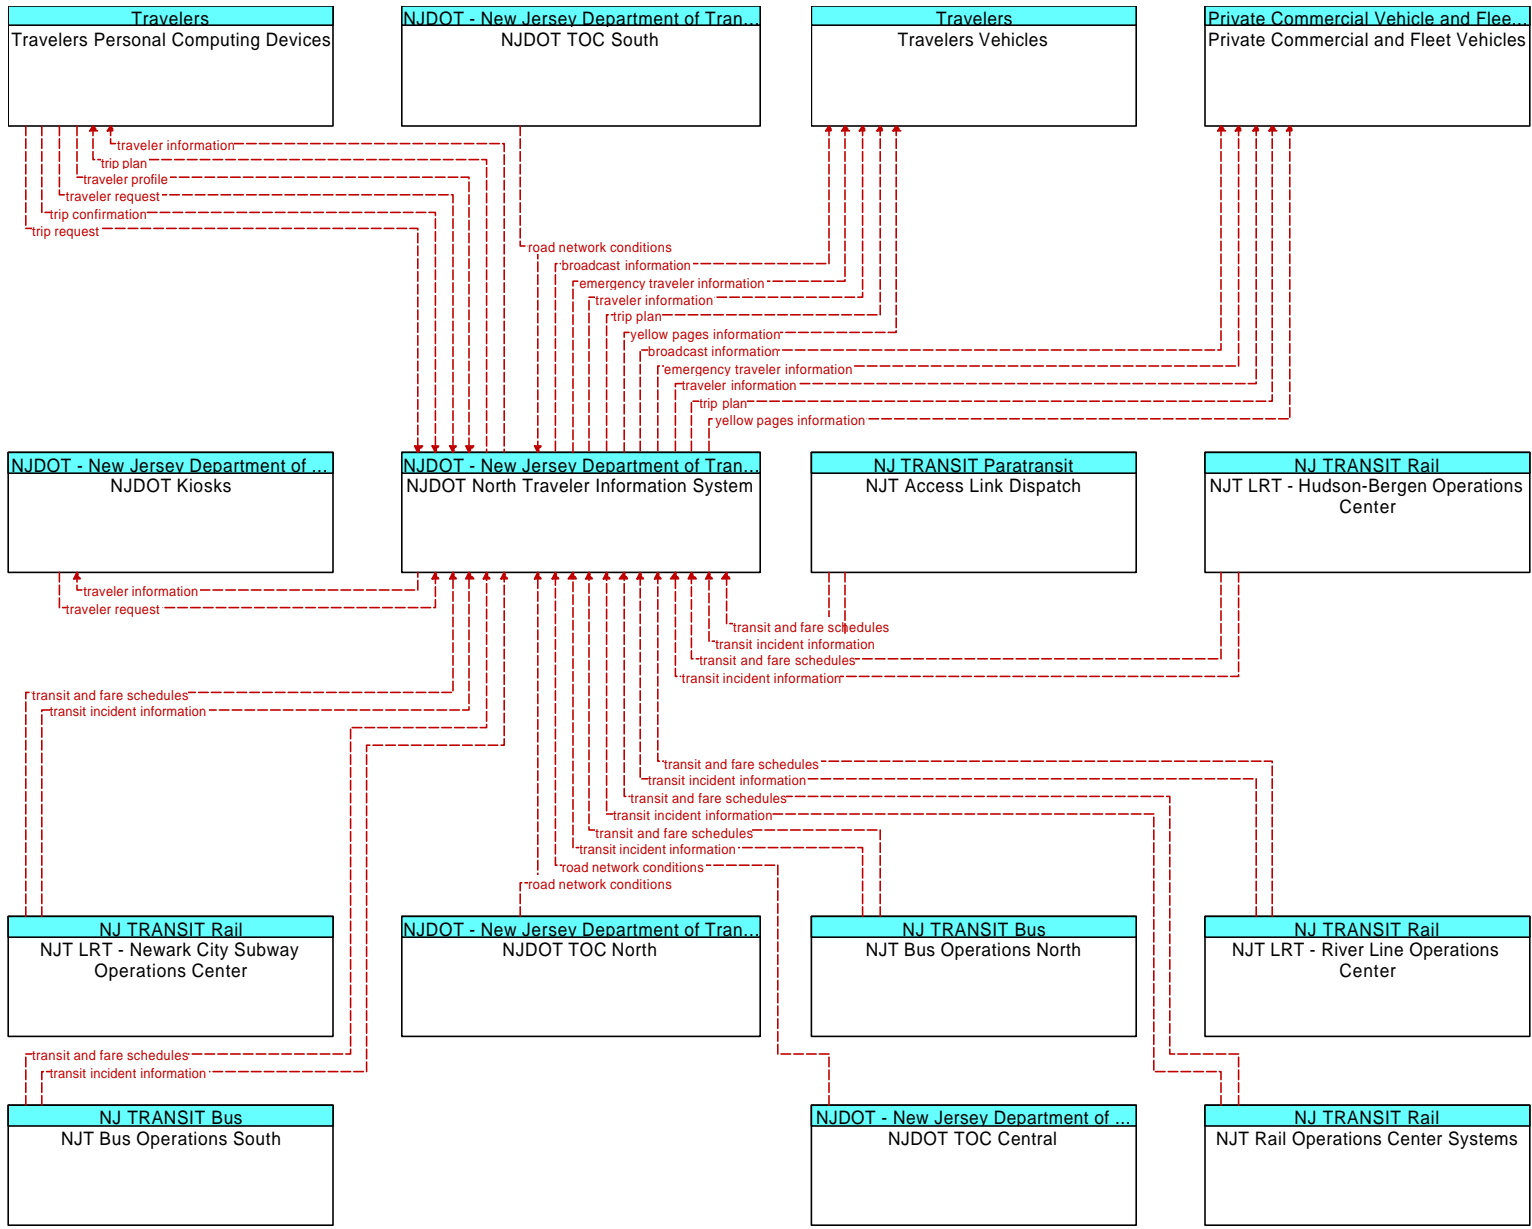 Travelers
Travelers Personal Computing Devices
NJDOT - New Jersey Department of Tran...
NJDOT TOC South
Travelers
Travelers Vehicles
Private Commercial Vehicle and Flee...
Private Commercial and Fleet Vehicles
traveler information
trip plan
traveler profile
traveler request
trip confirmation
trip request
road network conditions
broadcast information
emergency traveler information
traveler information
trip plan
yellow pages information
broadcast information
emergency traveler information
traveler information
trip plan
yellow pages information
NJDOT - New Jersey Department of ...
NJDOT Kiosks
NJDOT - New Jersey Department of Tran...
NJDOT North Traveler Information System
NJ TRANSIT Paratransit
NJT Access Link Dispatch
NJ TRANSIT Rail
NJT LRT - Hudson-Bergen Operations
Center
traveler information
traveler request
transit and fare schedules
transit incident information
transit and fare schedules
transit incident information
transit and fare schedules
transit incident information
transit and fare schedules
transit incident information
transit and fare schedules
transit incident information
transit and fare schedules
transit incident information
road network conditions
road network conditions
NJ TRANSIT Rail
NJT LRT - Newark City Subway
Operations Center
NJDOT - New Jersey Department of Tran...
NJDOT TOC North
NJ TRANSIT Bus
NJT Bus Operations North
NJ TRANSIT Rail
NJT LRT - River Line Operations
Center
transit and fare schedules
transit incident information
NJ TRANSIT Bus
NJT Bus Operations South
NJDOT - New Jersey Department of ...
NJDOT TOC Central
NJ TRANSIT Rail
NJT Rail Operations Center Systems